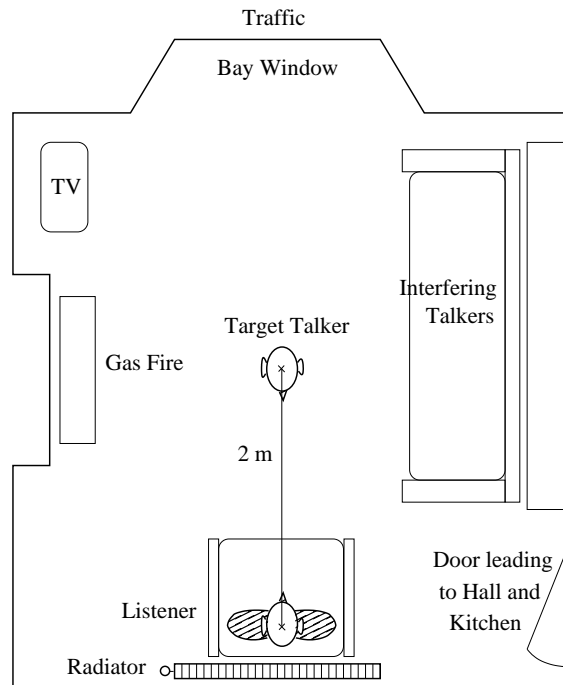 Traffic
Bay Window
TV
Interfering
Talkers
Target Talker
Gas Fire
2 m
Door leading
to Hall and
Kitchen
Listener
Radiator